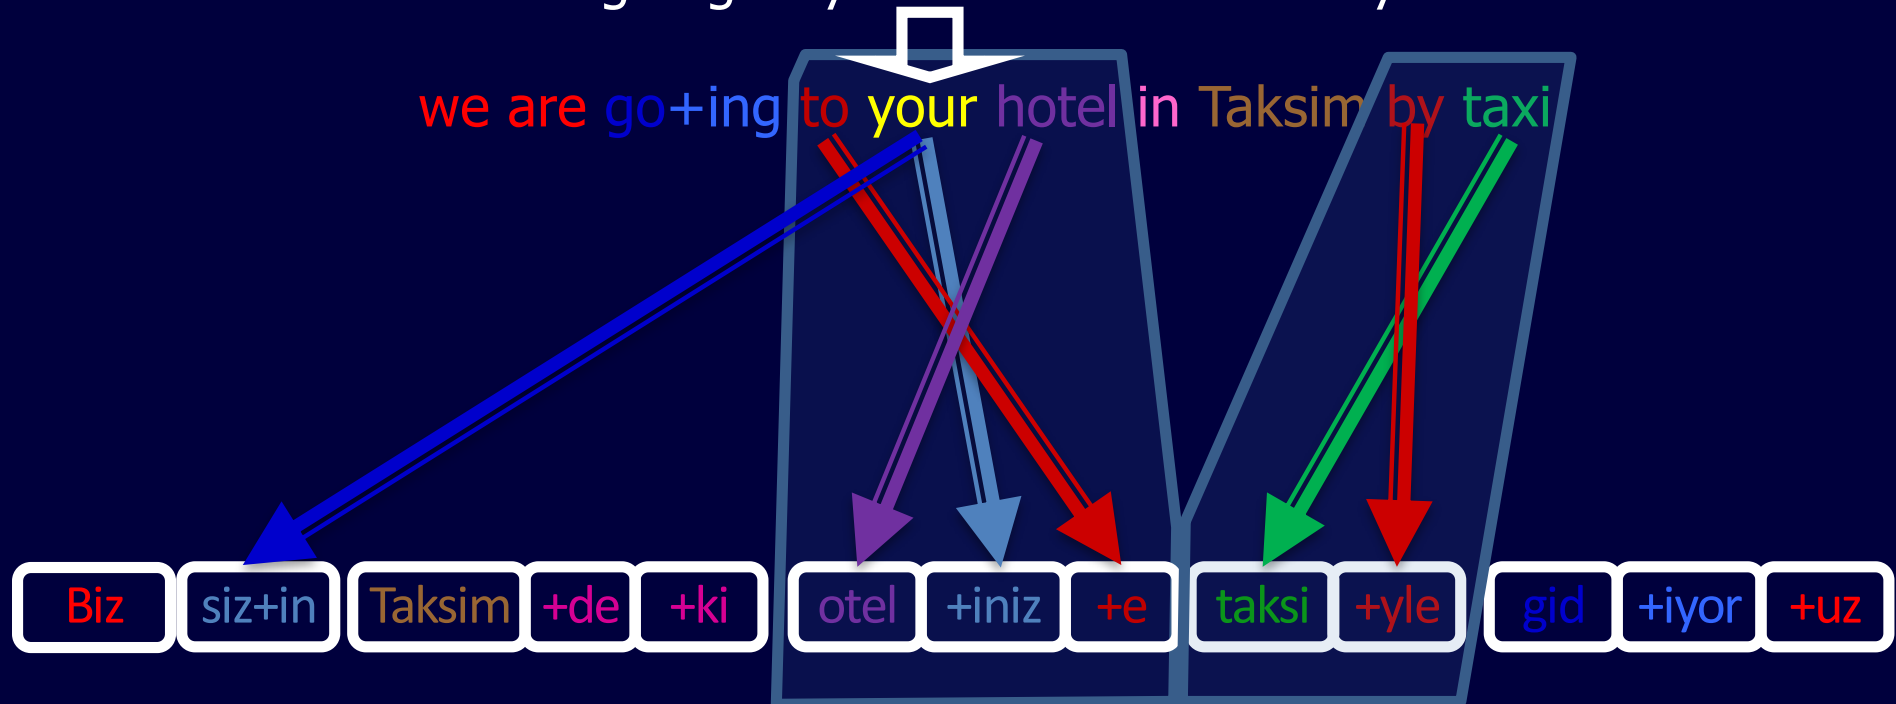 we are go+ing to your hotel in Taksim by taxi
Biz siz+in Taksim +de +ki otel +iniz +e taksi +yle gid +iyor +uz